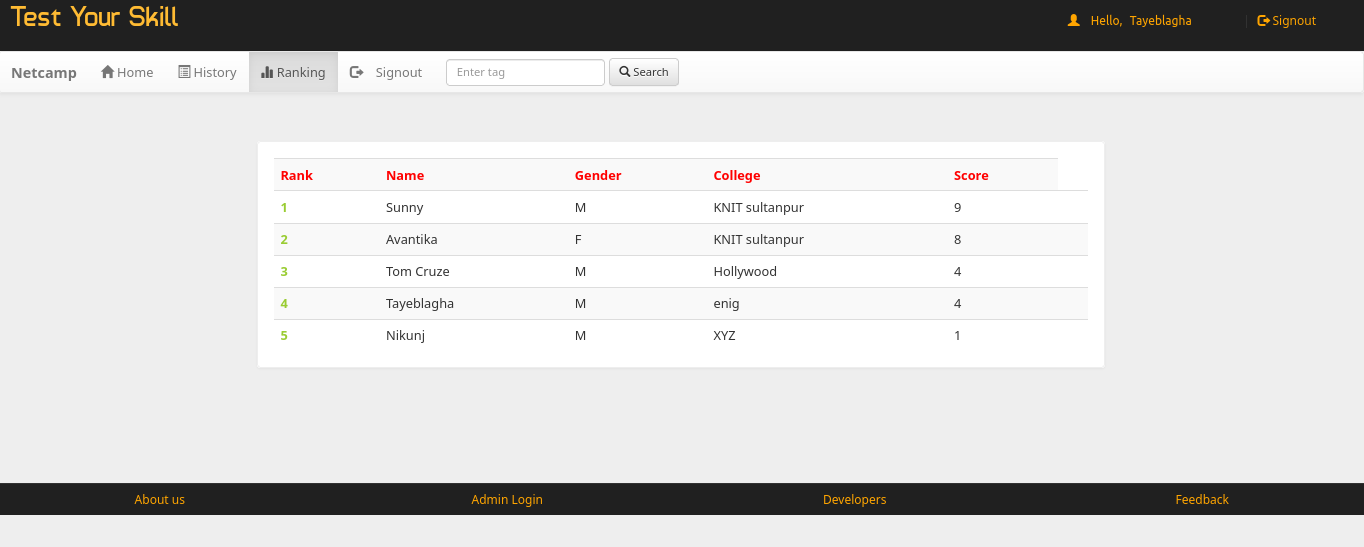 Test Your Skill
Hello, Tayeblagha Signout
Netcamp Home History Ranking Signout Enter tag Search
Rank Name Gender College Score
1 Sunny M KNIT sultanpur 9
2 Avantika F KNIT sultanpur 8
3 Tom Cruze M Hollywood 4
4 Tayeblagha M enig 4
5 Nikunj M XYZ 1
About us Admin Login Developers Feedback